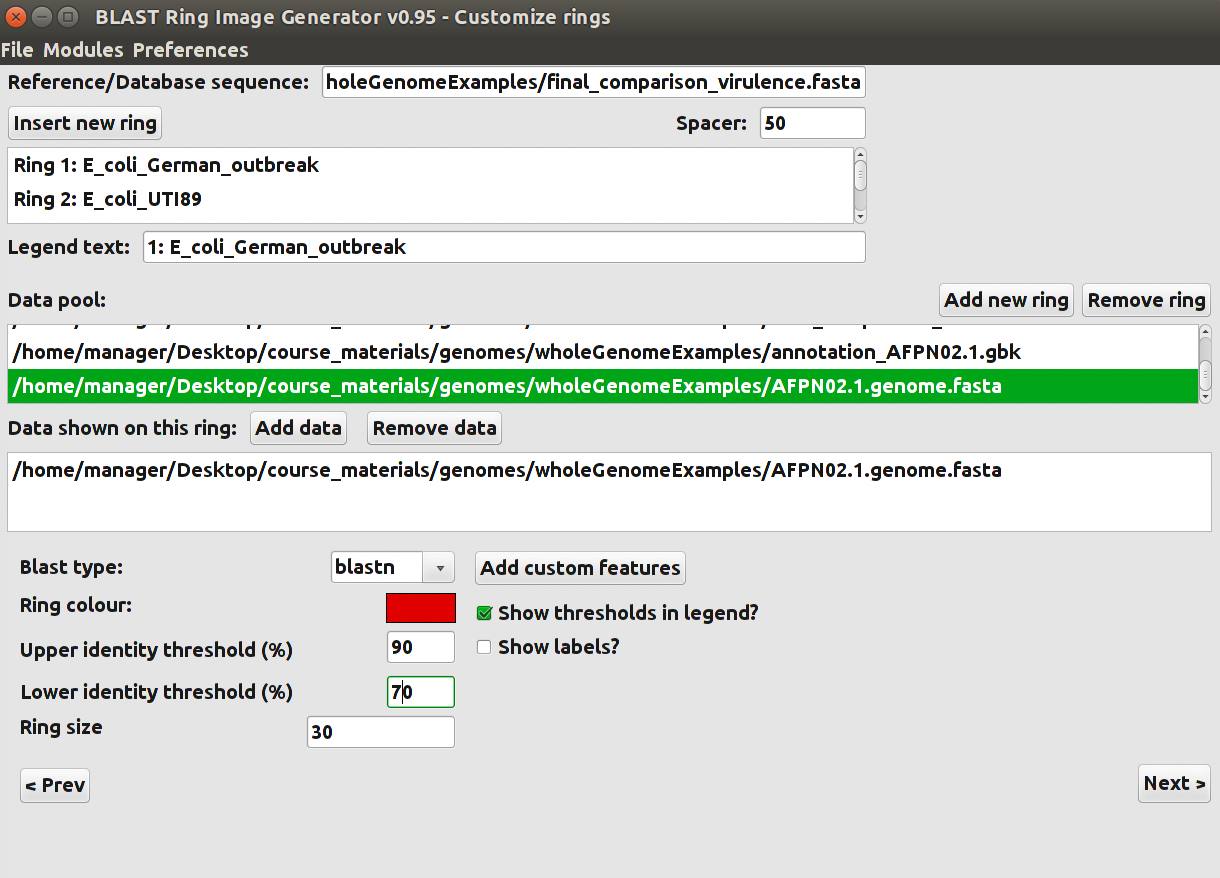 BLAST Ring Image Generator v0.95 - Customize rings
File Modules Preferences
Reference/Database sequence: holeGenomeExamples/final_comparison_virulence.fasta
Insert new ring Spacer: 50
Ring 1: E_coli_German_outbreak
Ring 2: E_coli_UTI89
Legend text: 1: E_coli_German_outbreak
Data pool: Add new ring Remove ring
/home/manager/Desktop/course_materials/genomes/wholeGenomeExamples/annotation_AFPN02.1.gbk
/home/manager/Desktop/course_materials/genomes/wholeGenomeExamples/AFPN02.1.genome.fasta
Data shown on this ring: Add data Remove data
/home/manager/Desktop/course_materials/genomes/wholeGenomeExamples/AFPN02.1.genome.fasta
Blast type: blastn Add custom features
Ring colour: Show thresholds in legend?
Upper identity threshold (%) 90 Show labels?
Lower identity threshold (%) 70
Ring size 30
< Prev Next >